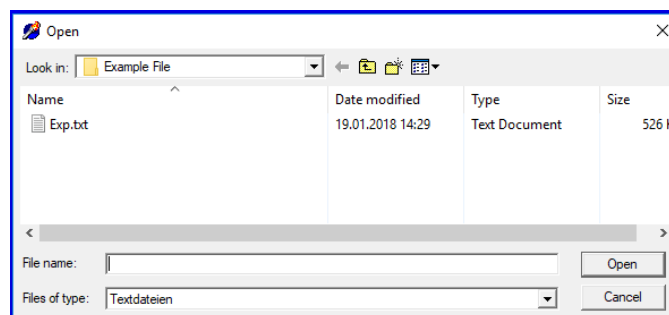 Open
Look in: Example File
Name Date modified Type Size
Exp.txt 19.01.2018 14:29 Text Document 526
File name: Open
Files of type: Textdateien Cancel